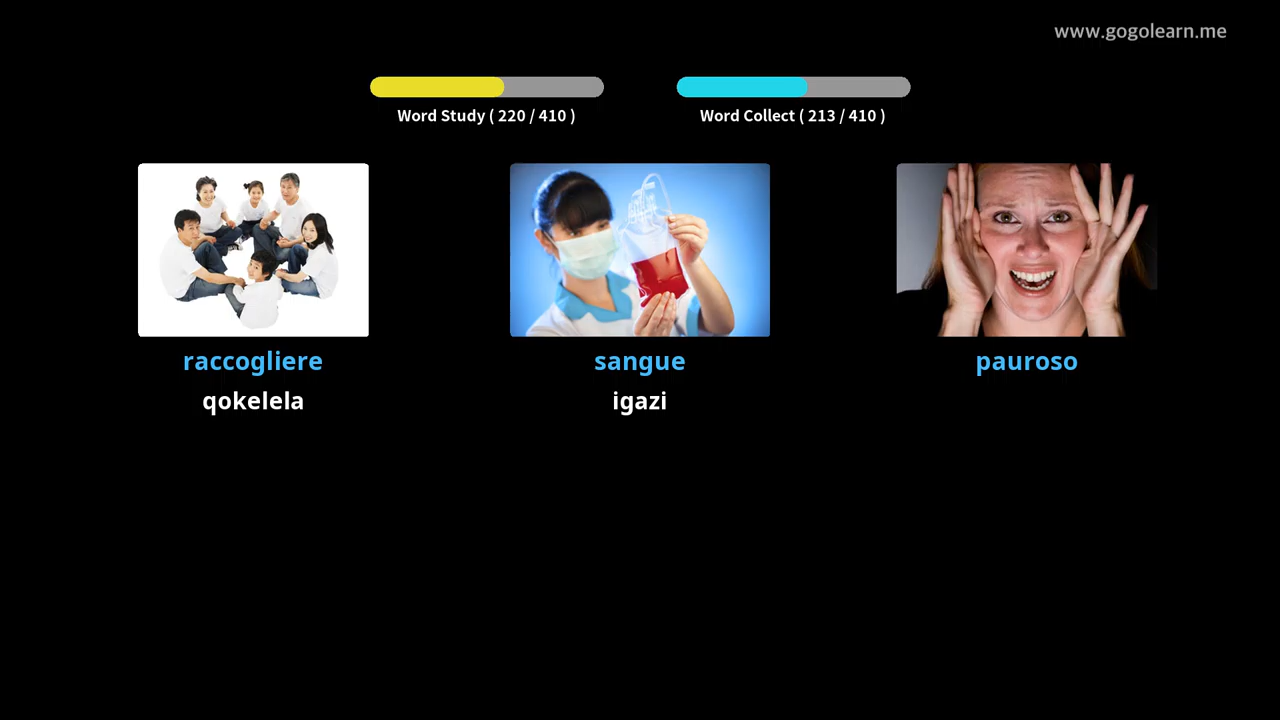 www.gogolearn.me
Word Study ( 220 / 410 )
Word Collect ( 213 / 410 )
raccogliere
qokelela
sangue
igazi
pauroso